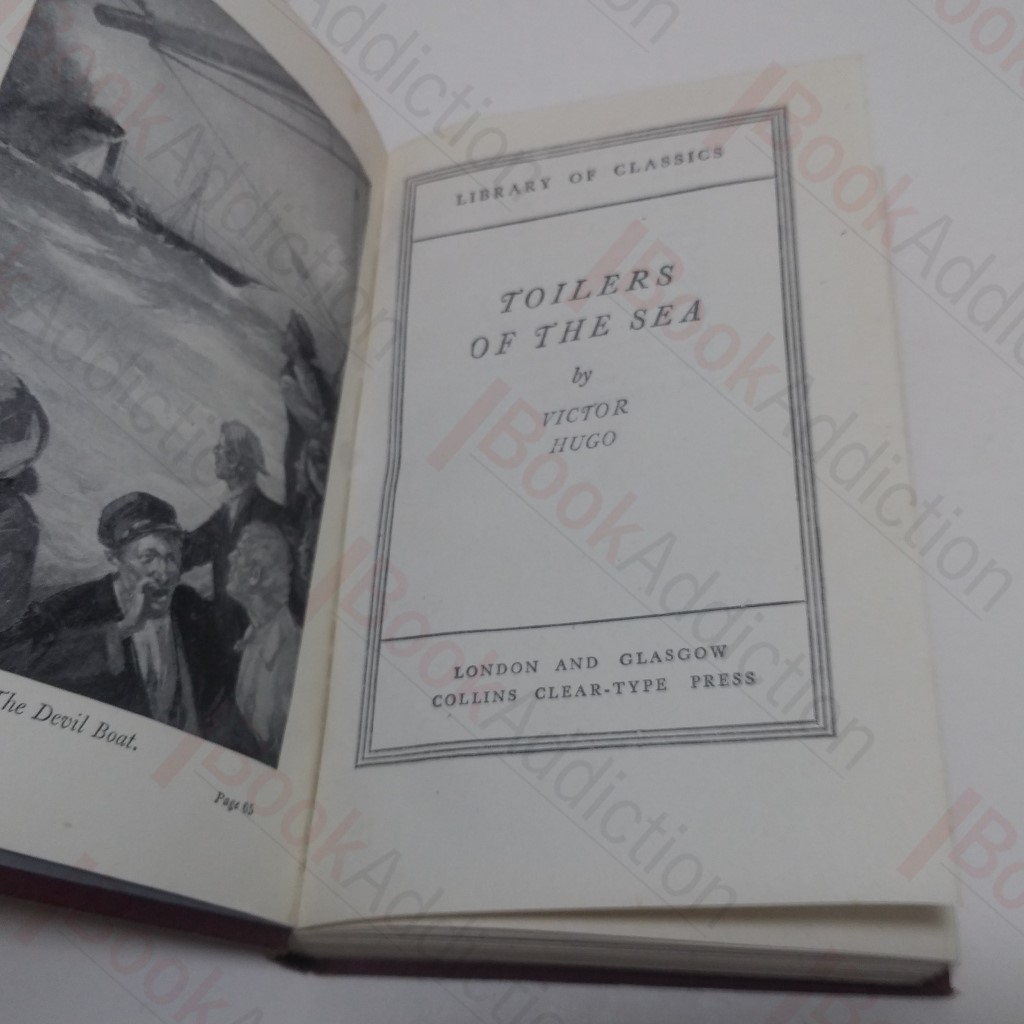 The Devil Boat.
Page 65
LIBRARY OF CLASSICS
TOILERS
OF THE SEA
by
VICTOR
HUGO
LONDON AND GLASGOW
COLLINS CLEAR-TYPE PRESS
BookAddiction